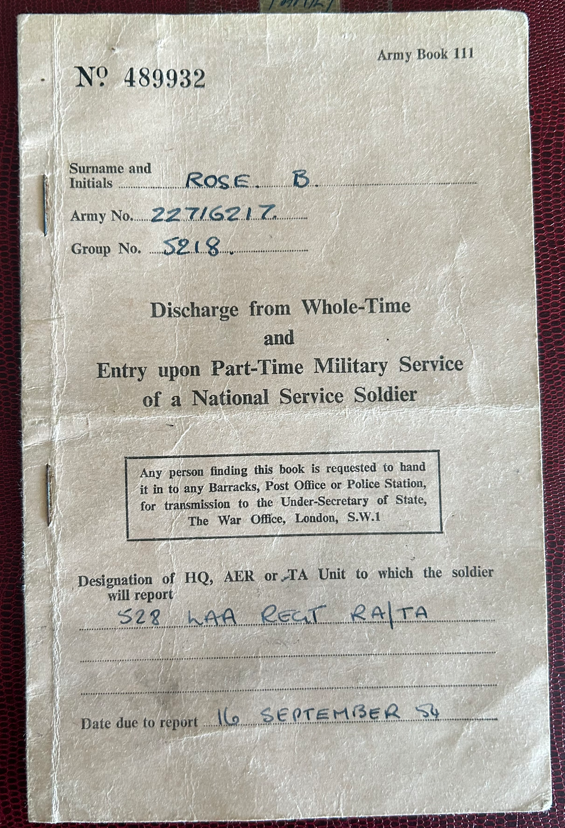 Army Book 111
Nº 489932
Surname and
Initials ROSE. B.
Army No. 22716217.
Group No. 5218.
Discharge from Whole-Time
and
Entry upon Part-Time Military Service
of a National Service Soldier
Any person finding this book is requested to hand
it in to any Barracks, Post Office or Police Station,
for transmission to the Under-Secretary of State,
The War Office, London, S.W.1
Designation of HQ, AER or TA Unit to which the soldier
will report
528 LAA REGT RA/TA
Date due to report 16 SEPTEMBER 54